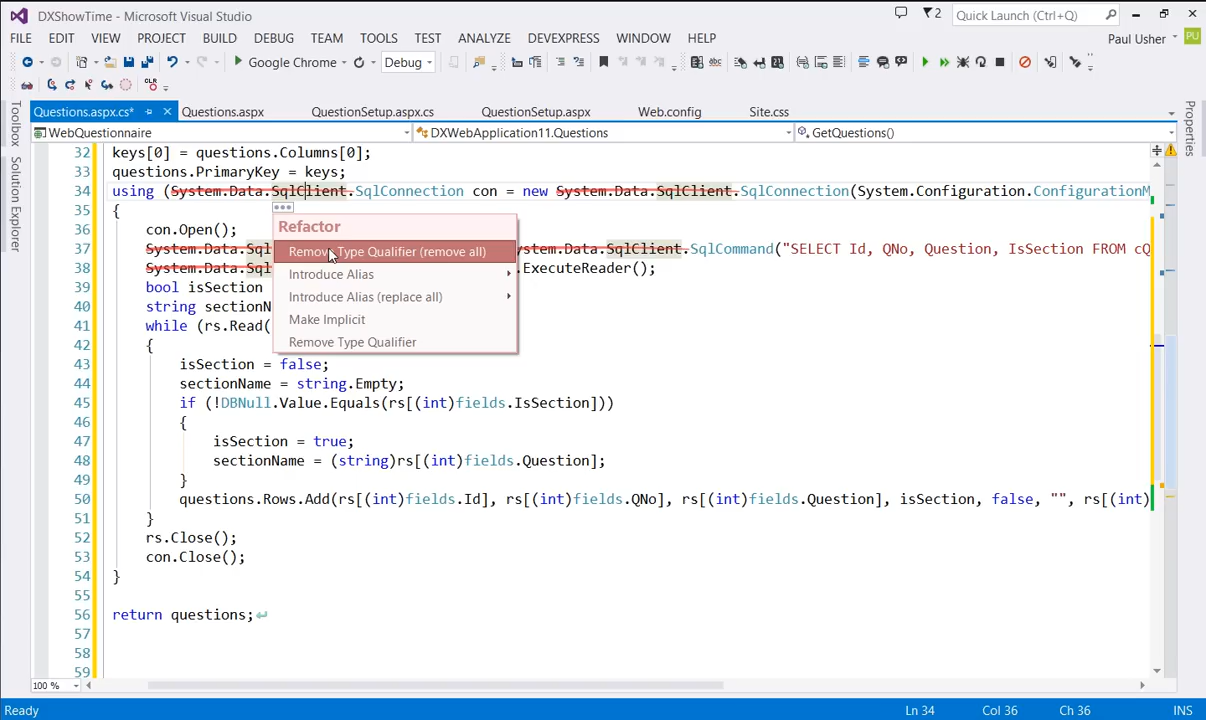 DXShowTime - Microsoft Visual Studio
2
Quick Launch (Ctrl+Q)
FILE EDIT VIEW PROJECT BUILD DEBUG TEAM TOOLS TEST ANALYZE DEVEXPRESS WINDOW HELP
Paul Usher
PU
Google Chrome
Debug
CLR
Questions.aspx.cs*
Questions.aspx
QuestionSetup.aspx.cs
QuestionSetup.aspx
Web.config
Site.css
Toolbox
Solution Explorer
Properties
WebQuestionnaire
DXWebApplication11.Questions
GetQuestions()
32 keys[0] = questions.Columns[0];
33 questions.PrimaryKey = keys;
34 using (System.Data.SqlClient.SqlConnection con = new System.Data.SqlClient.SqlConnection(System.Configuration.ConfigurationM
35 {
36 con.Open();
37 System.Data.Sql ystem.Data.SqlClient.SqlCommand("SELECT Id, QNo, Question, IsSection FROM cQ
38 System.Data.Sql .ExecuteReader();
39 bool isSection
40 string sectionN
41 while (rs.Read(
42 {
43 isSection = false;
44 sectionName = string.Empty;
45 if (!DBNull.Value.Equals(rs[(int)fields.IsSection]))
46 {
47 isSection = true;
48 sectionName = (string)rs[(int)fields.Question];
49 }
50 questions.Rows.Add(rs[(int)fields.Id], rs[(int)fields.QNo], rs[(int)fields.Question], isSection, false, "", rs[(int)
51 }
52 rs.Close();
53 con.Close();
54 }
55
56 return questions;
57
58
59
Refactor
Remove Type Qualifier (remove all)
Introduce Alias
Introduce Alias (replace all)
Make Implicit
Remove Type Qualifier
100 %
Ready
Ln 34
Col 36
Ch 36
INS